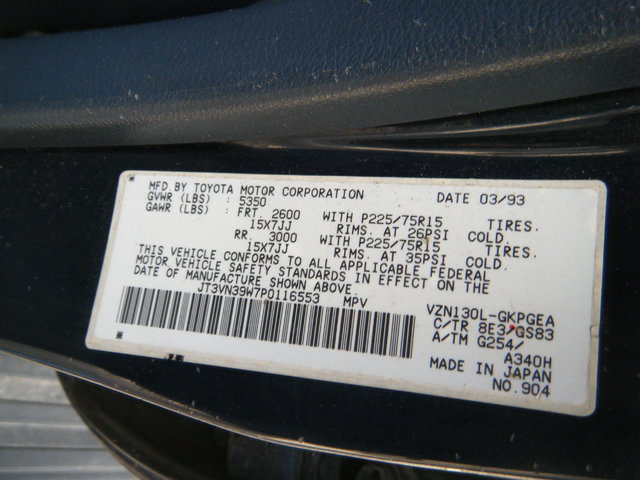 MFD BY TOYOTA MOTOR CORPORATION DATE 03/93
GVWR (LBS) : 5350
GAWR (LBS) : FRT. 2600 WITH P225/75R15 TIRES.
15X7JJ RIMS. AT 26PSI COLD.
RR. 3000 WITH P225/75R15 TIRES.
15X7JJ RIMS. AT 35PSI COLD.
THIS VEHICLE CONFORMS TO ALL APPLICABLE FEDERAL
MOTOR VEHICLE SAFETY STANDARDS IN EFFECT ON THE
DATE OF MANUFACTURE SHOWN ABOVE.
JT3VN39W7P0116553 MPV
VZN130L-GKPGEA
C/TR 8E3/GS83
A/TM G254/
A340H
MADE IN JAPAN
NO.904